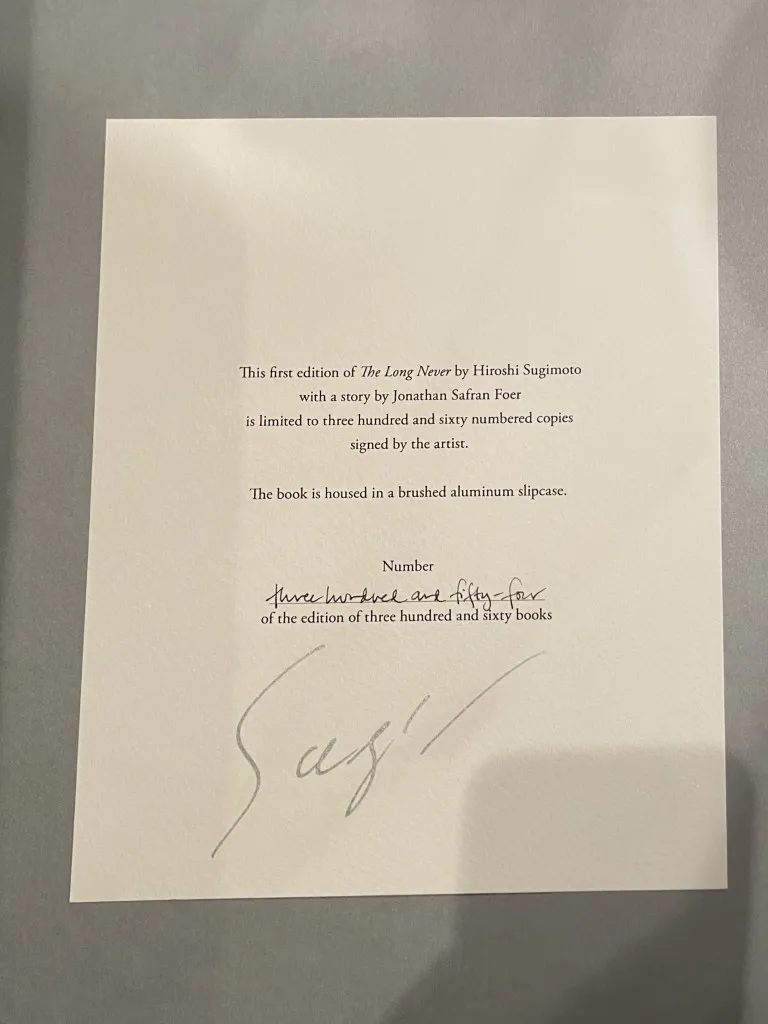 This first edition of The Long Never by Hiroshi Sugimoto
with a story by Jonathan Safran Foer
is limited to three hundred and sixty numbered copies
signed by the artist.
The book is housed in a brushed aluminum slipcase.
Number
three hundred and fifty-four
of the edition of three hundred and sixty books
Sugi